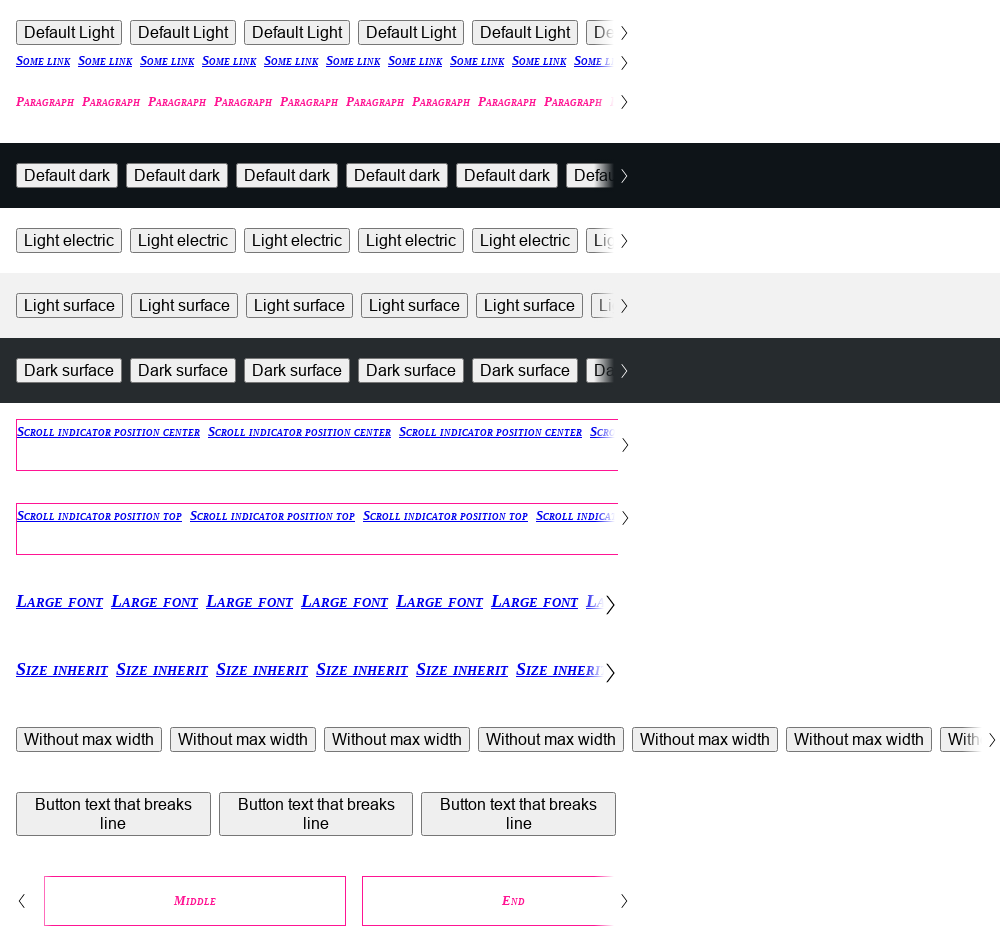 Default Light Default Light Default Light Default Light Default Light De
Some link Some link Some link Some link Some link Some link Some link Some link Some link Some l
Paragraph Paragraph Paragraph Paragraph Paragraph Paragraph Paragraph Paragraph Paragraph
Default dark Default dark Default dark Default dark Default dark Defau
Light electric Light electric Light electric Light electric Light electric Lig
Light surface Light surface Light surface Light surface Light surface Li
Dark surface Dark surface Dark surface Dark surface Dark surface Da
Scroll indicator position center Scroll indicator position center Scroll indicator position center Scro
Scroll indicator position top Scroll indicator position top Scroll indicator position top Scroll indicat
Large font Large font Large font Large font Large font Large font La
Size inherit Size inherit Size inherit Size inherit Size inherit Size inheri
Without max width Without max width Without max width Without max width Without max width Without max width With
Button text that breaks line Button text that breaks line Button text that breaks line
Middle End